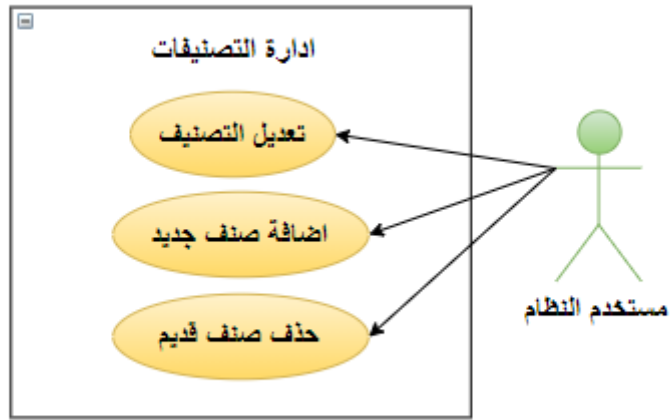 ادارة التصنيفات
تعديل التصنيف
اضافة صنف جديد
حذف صنف قديم
مستخدم النظام